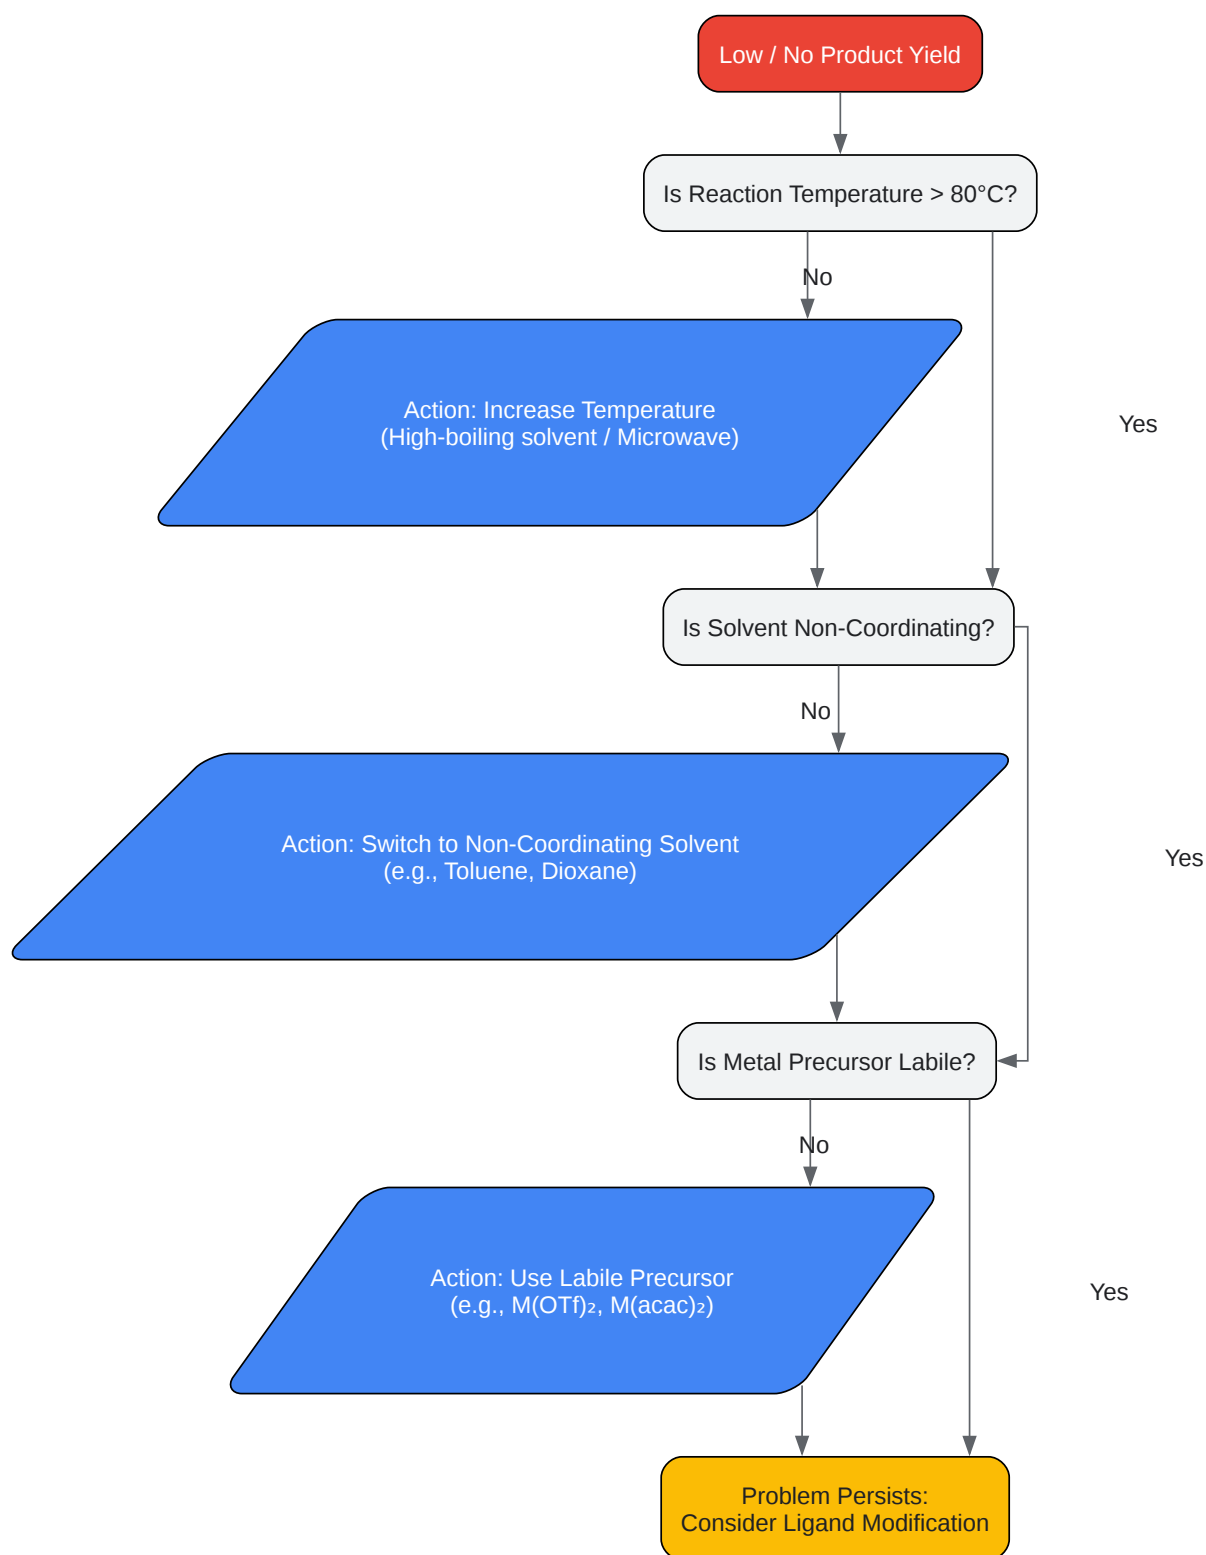 Low / No Product Yield
Is Reaction Temperature > 80°C?
No
Action: Increase Temperature
(High-boiling solvent / Microwave)
Yes
Is Solvent Non-Coordinating?
No
Action: Switch to Non-Coordinating Solvent
(e.g., Toluene, Dioxane)
Yes
Is Metal Precursor Labile?
No
Action: Use Labile Precursor
(e.g., M(OTf)₂, M(acac)₂)
Yes
Problem Persists:
Consider Ligand Modification